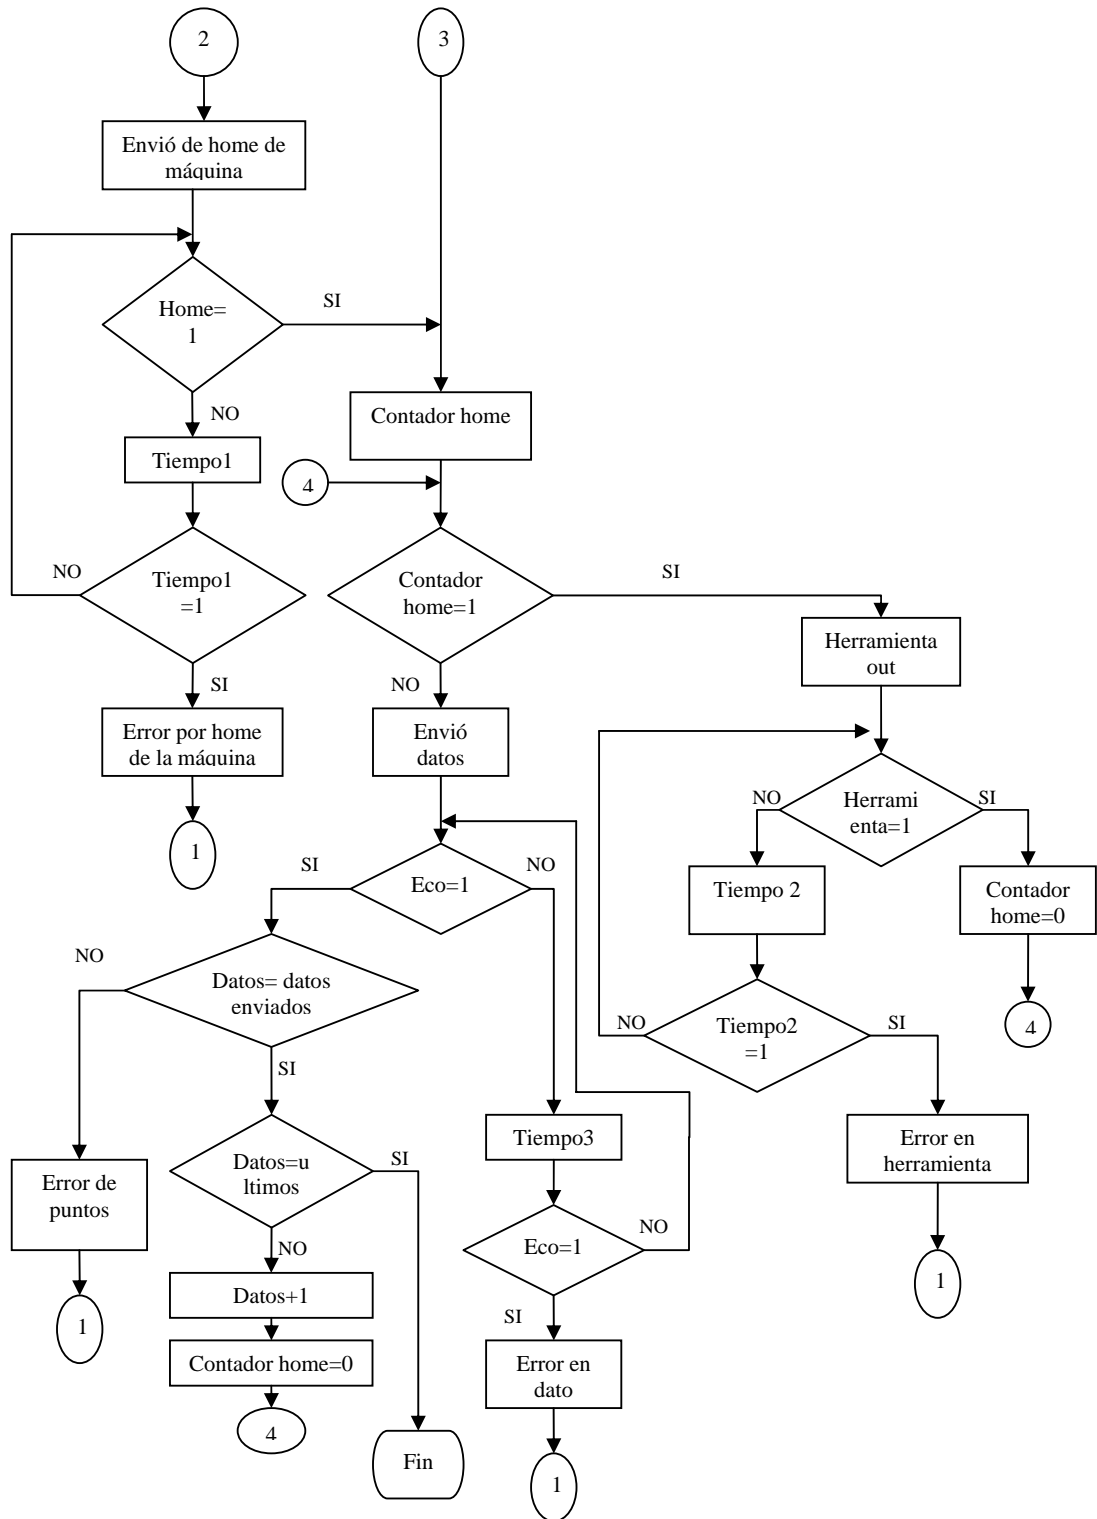 2
3
Envió de home de
máquina
Home=
1
SI
NO
Contador home
Tiempo1
4
NO
Tiempo1
=1
Contador
home=1
SI
Herramienta
out
SI
NO
Error por home
de la máquina
Envió
datos
NO
Herrami
enta=1
SI
1
SI
Eco=1
NO
Tiempo 2
Contador
home=0
NO
Datos= datos
enviados
NO
Tiempo2
=1
SI
4
SI
Tiempo3
Error en
herramienta
Error de
puntos
Datos=u
ltimos
SI
NO
Eco=1
NO
1
Datos+1
SI
1
Contador home=0
Error en
dato
4
Fin
1